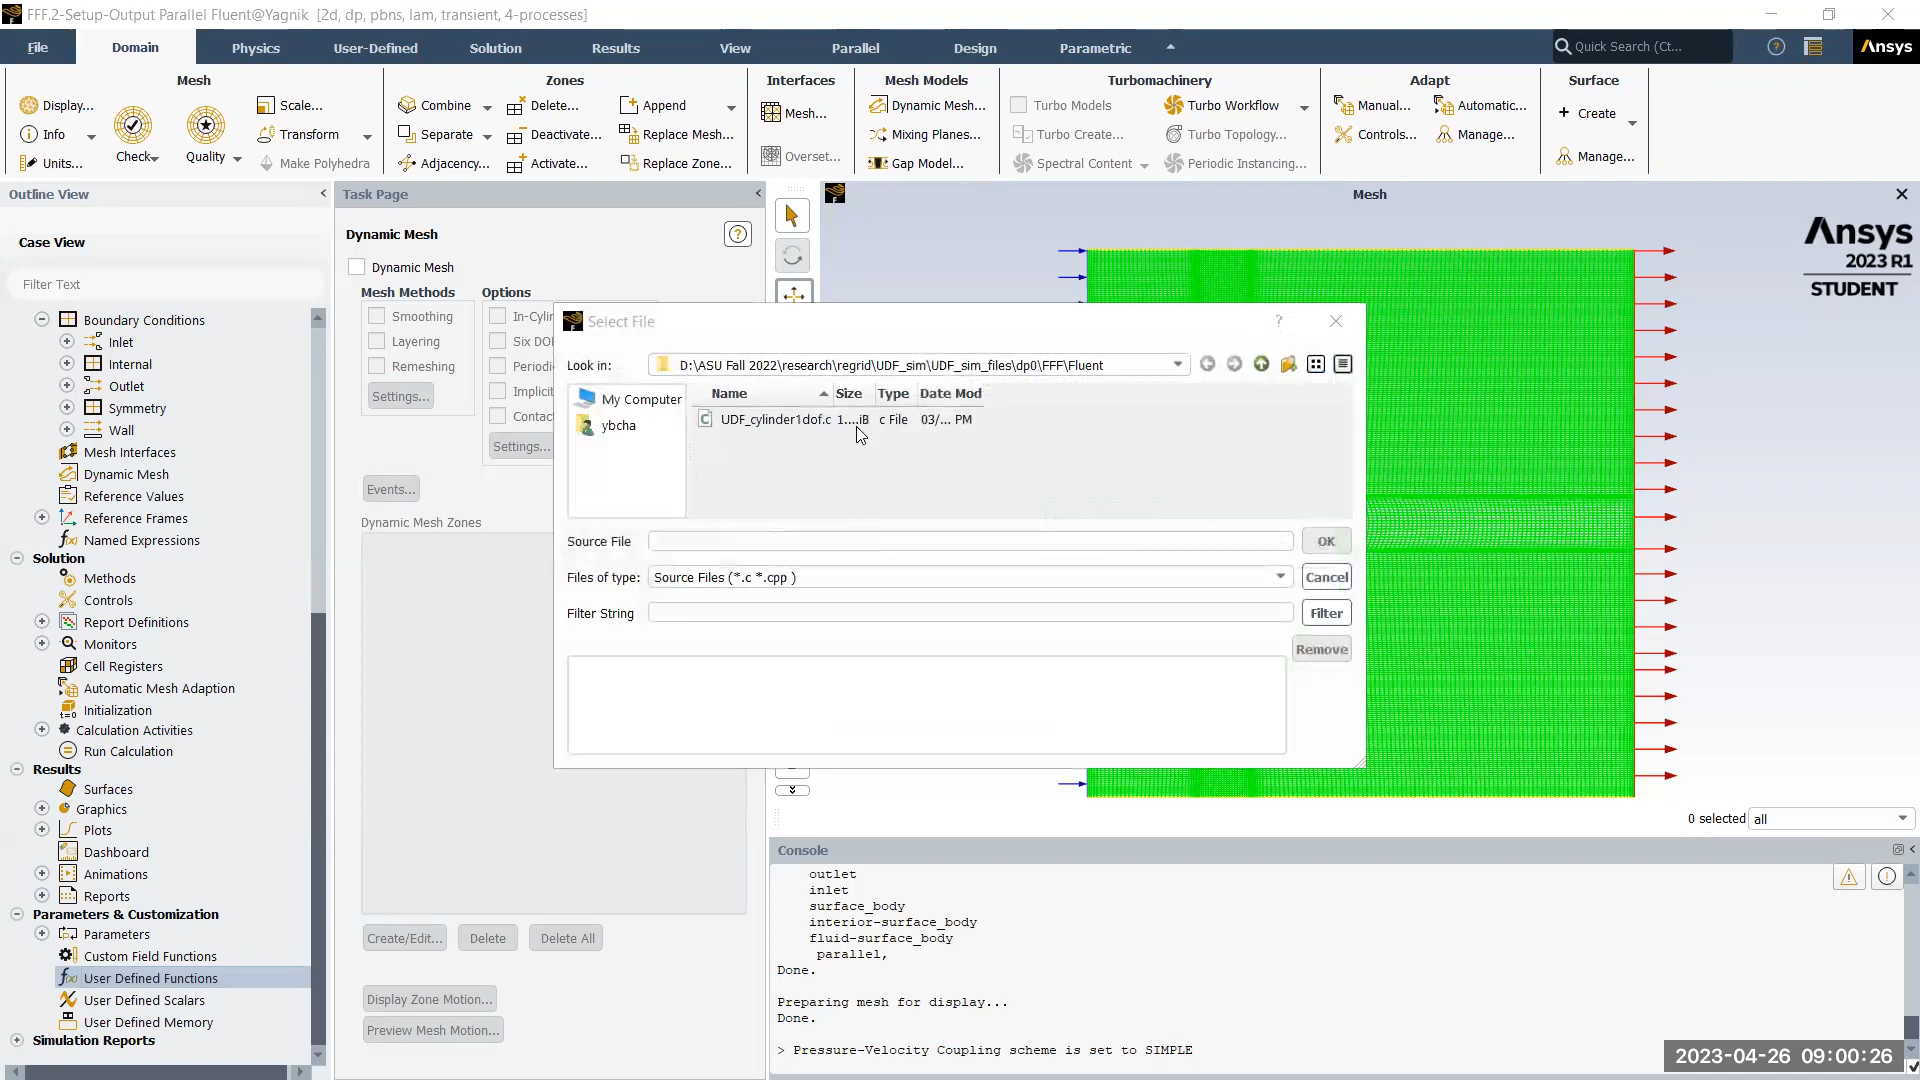 FFF.2-Setup-Output Parallel Fluent@Yagnik [2d, dp, pbns, lam, transient, 4-processes]
File Domain Physics User-Defined Solution Results View Parallel Design Parametric Quick Search (Ct... Ansys
Mesh Zones Interfaces Mesh Models Turbomachinery Adapt Surface
Display... Scale... Combine Delete... Append Mesh... Dynamic Mesh... Turbo Models Turbo Workflow Manual... Automatic... Create
Info Check Quality Transform Separate Deactivate... Replace Mesh... Mixing Planes... Turbo Create... Turbo Topology... Controls... Manage...
Units... Make Polyhedra Adjacency... Activate... Replace Zone... Overset... Gap Model... Spectral Content Periodic Instancing... Manage...
Outline View
Case View
Filter Text
Boundary Conditions
Inlet
Internal
Outlet
Symmetry
Wall
Mesh Interfaces
Dynamic Mesh
Reference Values
Reference Frames
Named Expressions
Solution
Methods
Controls
Report Definitions
Monitors
Cell Registers
Automatic Mesh Adaption
t=0
Initialization
Calculation Activities
Run Calculation
Results
Surfaces
Graphics
Plots
Dashboard
Animations
Reports
Parameters & Customization
Parameters
Custom Field Functions
User Defined Functions
User Defined Scalars
User Defined Memory
Simulation Reports
Task Page
Dynamic Mesh
Dynamic Mesh
Mesh Methods Options
Smoothing In-Cylin
Layering Six DOF
Remeshing Periodi
Settings... Implicit
Contac
Settings...
Events...
Dynamic Mesh Zones
Create/Edit... Delete Delete All
Display Zone Motion...
Preview Mesh Motion...
Select File
Look in: D:\ASU Fall 2022\research\regrid\UDF_sim\UDF_sim_files\dp0\FFF\Fluent
My Computer
ybcha
Name Size Type Date Mod
UDF_cylinder1dof.c 1....iB c File 03/... PM
Source File OK
Files of type: Source Files (*.c *.cpp ) Cancel
Filter String Filter
Remove
Mesh
Ansys
2023 R1
STUDENT
0 selected all
Console
outlet
inlet
surface_body
interior-surface_body
fluid-surface_body
parallel,
Done.
Preparing mesh for display...
Done.
> Pressure-Velocity Coupling scheme is set to SIMPLE
2023-04-26 09:00:26